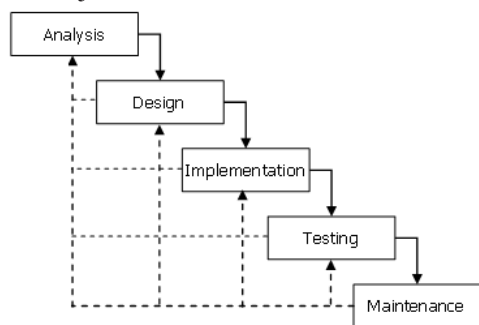 Analysis
Design
Implementation
Testing
Maintenance